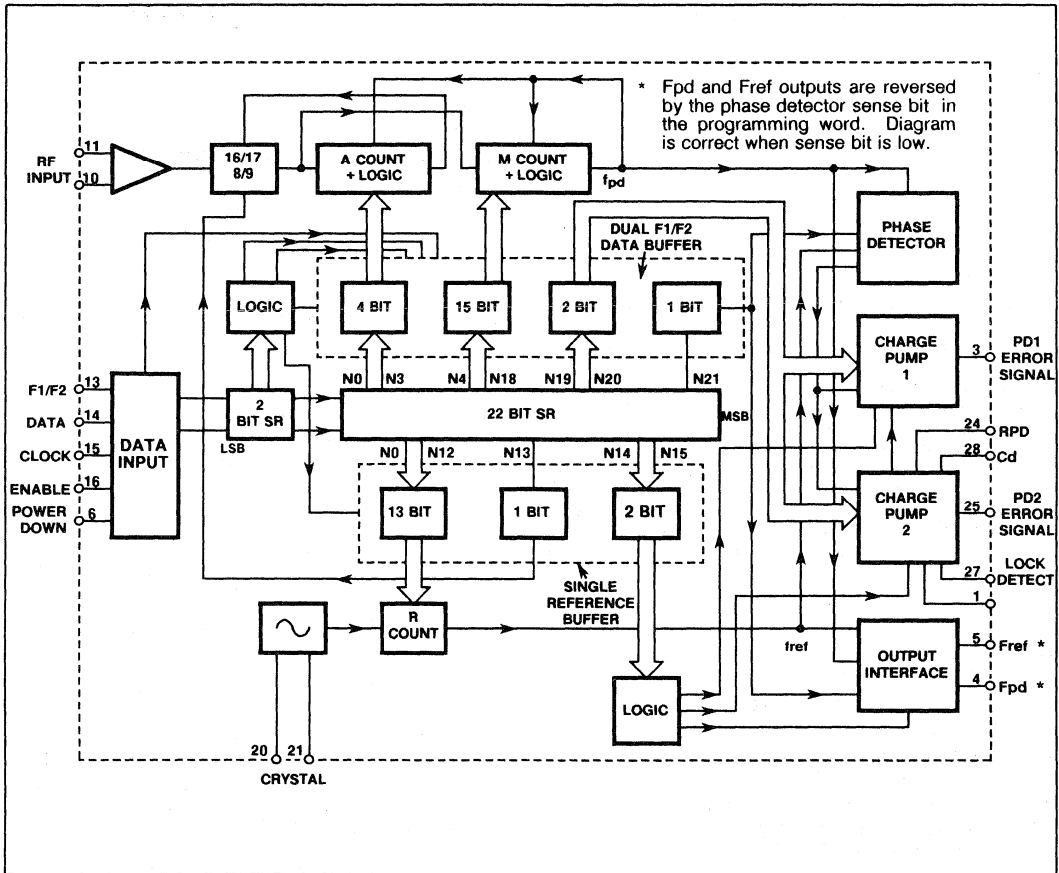 * Fpd and Fref outputs are reversed
by the phase detector sense bit in
the programming word. Diagram
is correct when sense bit is low.
11
RF
INPUT
10
16/17
8/9
A COUNT
+ LOGIC
M COUNT
+ LOGIC
fpd
PHASE
DETECTOR
DUAL F1/F2
DATA BUFFER
LOGIC
4 BIT
15 BIT
2 BIT
1 BIT
CHARGE
PUMP
1
3
PD1
ERROR
SIGNAL
N0
N3
N4
N18
N19
N20
N21
F1/F2
13
DATA
14
CLOCK
15
ENABLE
16
POWER
DOWN
6
DATA
INPUT
2
BIT SR
LSB
22 BIT SR
MSB
24
RPD
28
Cd
N0
N12
N13
N14
N15
CHARGE
PUMP
2
25
PD2
ERROR
SIGNAL
13 BIT
1 BIT
2 BIT
27
LOCK
DETECT
1
SINGLE
REFERENCE
BUFFER
R
COUNT
fref
OUTPUT
INTERFACE
5
Fref *
4
Fpd *
LOGIC
20
21
CRYSTAL